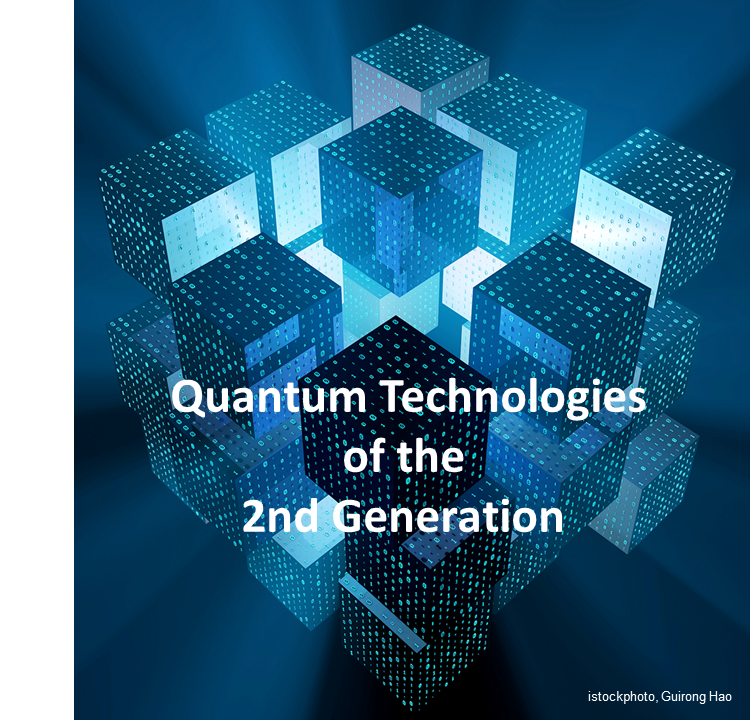 Quantum Technologies
of the
2nd Generation
istockphoto, Guirong Hao